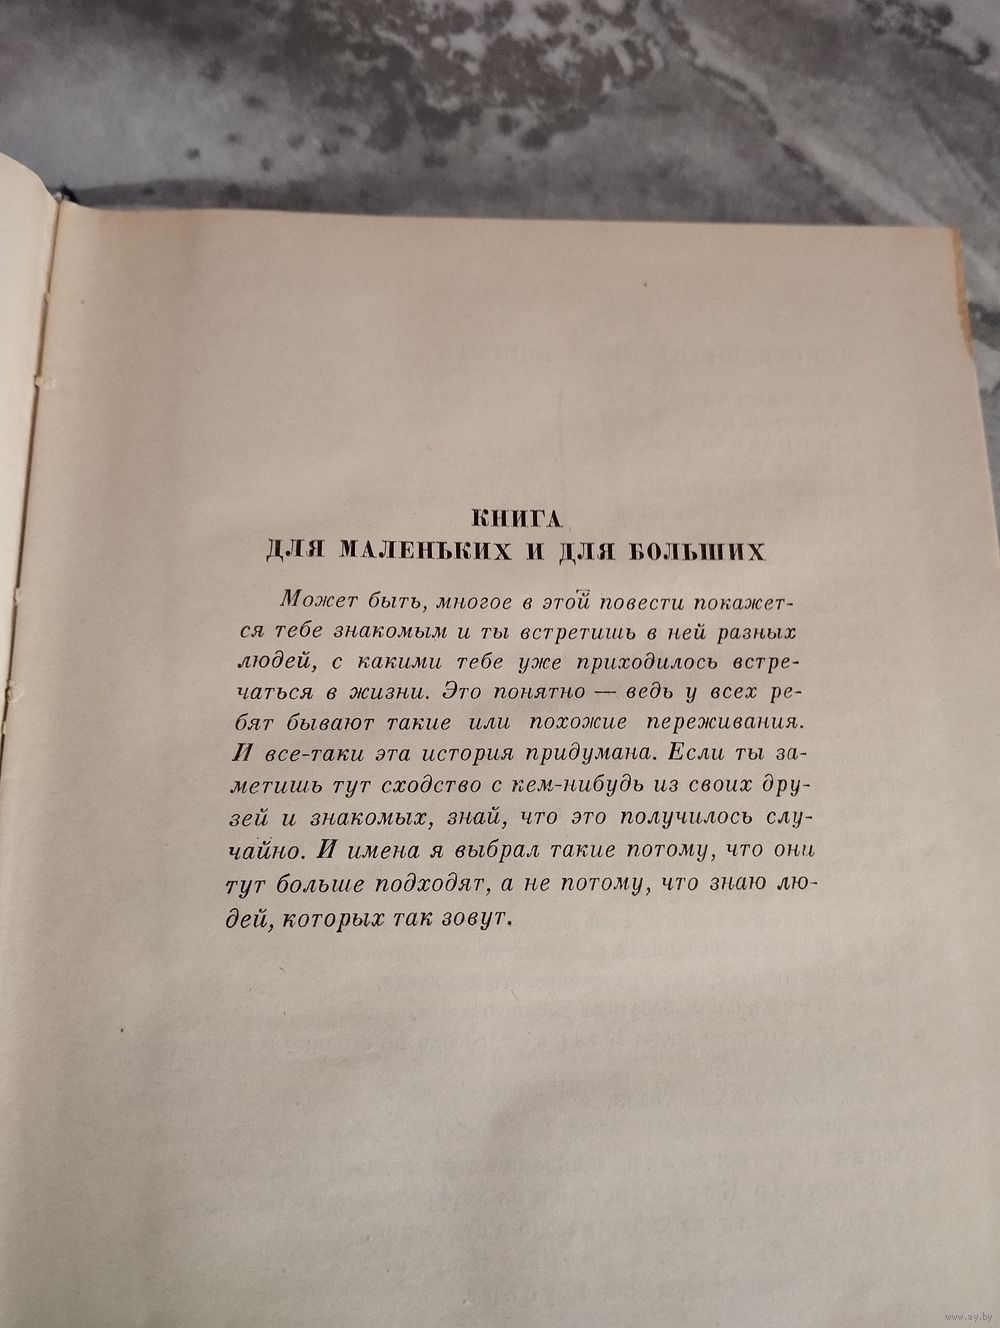 КНИГА
ДЛЯ МАЛЕНЬКИХ И ДЛЯ БОЛЬШИХ
Может быть, многое в этой повести покажет-
ся тебе знакомым и ты встретишь в ней разных
людей, с какими тебе уже приходилось встре-
чаться в жизни. Это понятно — ведь у всех ре-
бят бывают такие или похожие переживания.
И все-таки эта история придумана. Если ты за-
метишь тут сходство с кем-нибудь из своих дру-
зей и знакомых, знай, что это получилось слу-
чайно. И имена я выбрал такие потому, что они
тут больше подходят, а не потому, что знаю лю-
дей, которых так зовут.
www.ay.by